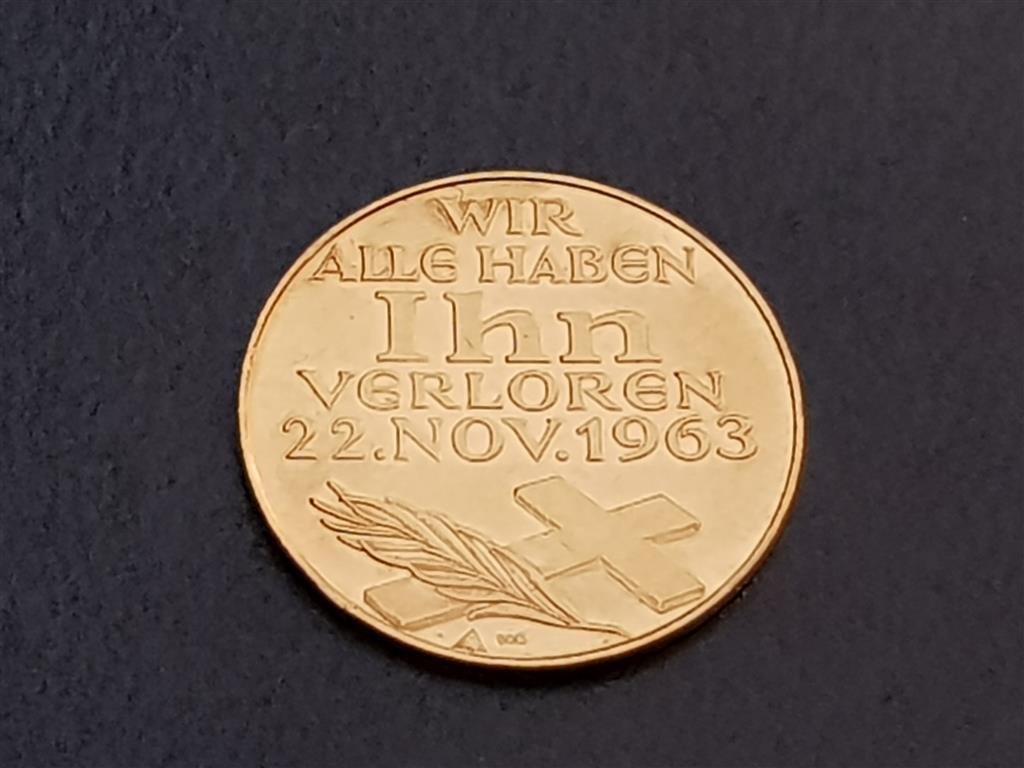 WIR
ALLE HABEN
Ihn
VERLOREN
22.NOV.1963